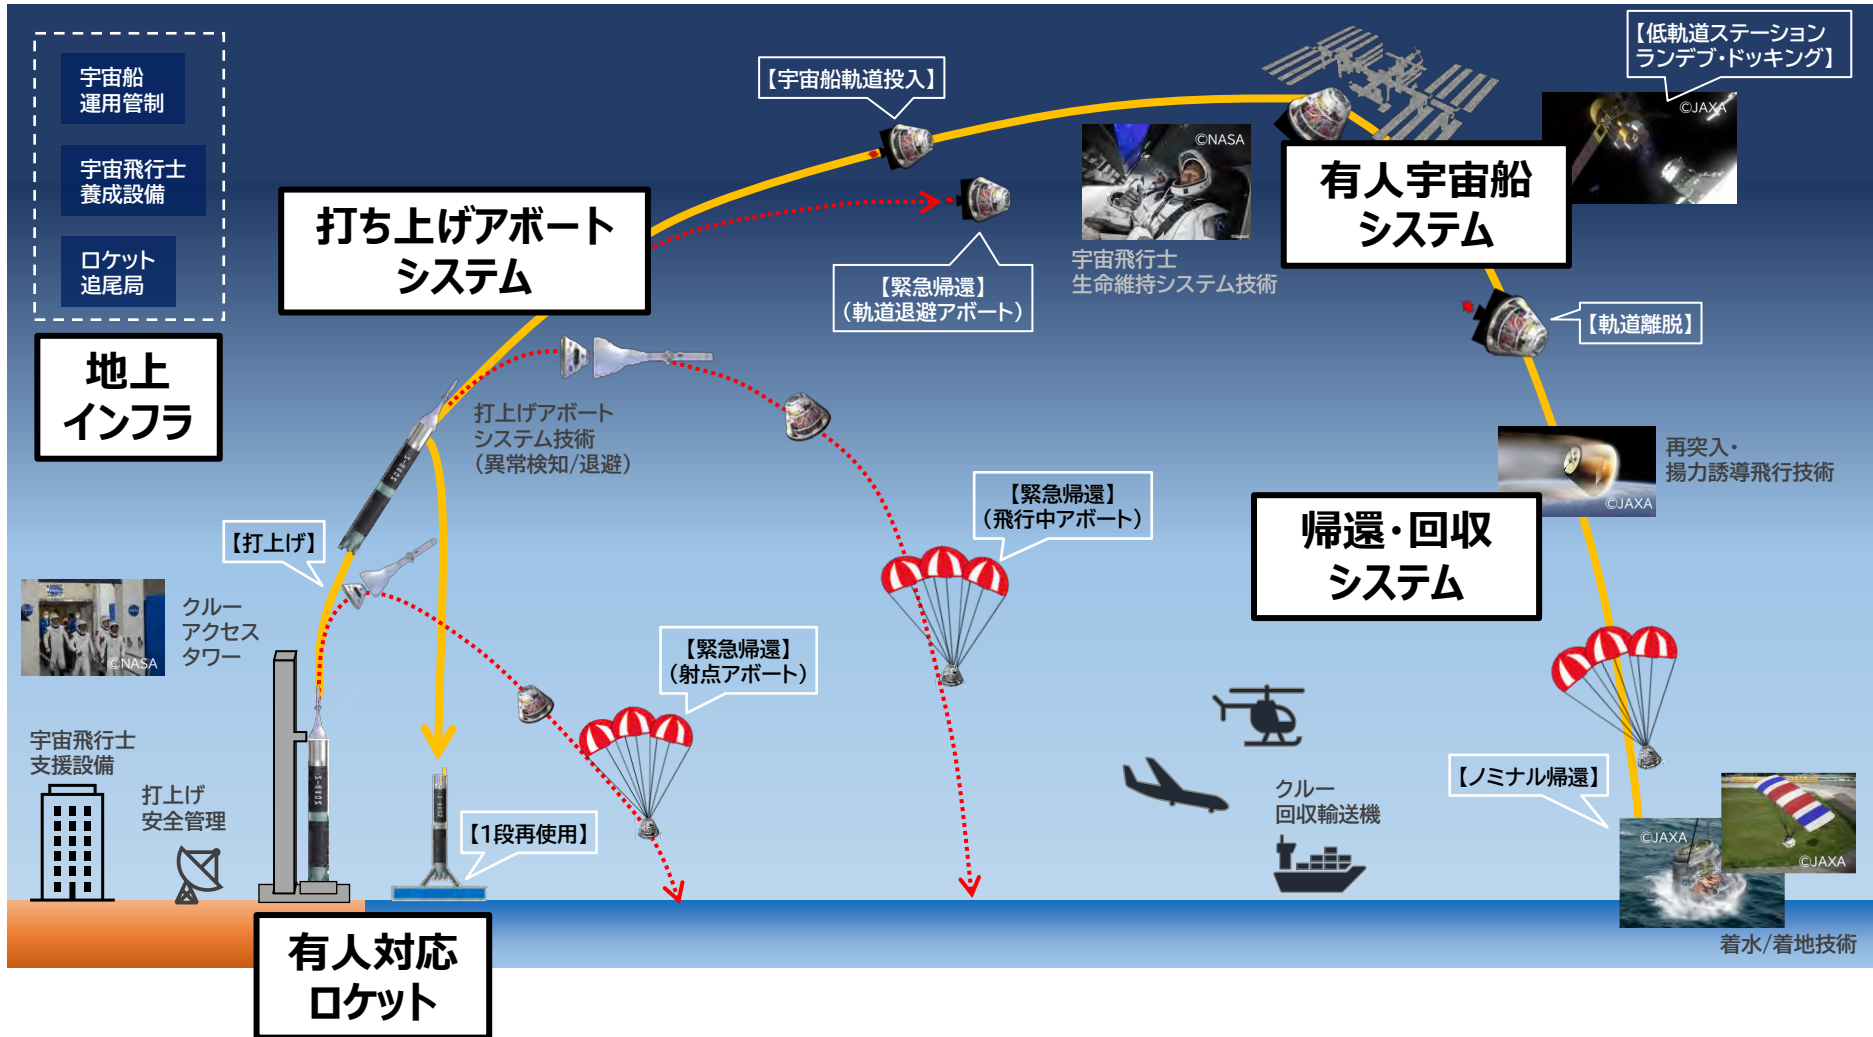 宇宙船
運用管制
宇宙飛行士
養成設備
ロケット
追尾局
地上
インフラ
打ち上げアボート
システム
【宇宙船軌道投入】
【緊急帰還】
（軌道退避アボート）
©NASA
宇宙飛行士
生命維持システム技術
有人宇宙船
システム
【低軌道ステーション
ランデブ・ドッキング】
©JAXA
【軌道離脱】
打上げアボート
システム技術
（異常検知/退避）
【打上げ】
【緊急帰還】
（飛行中アボート）
再突入・
揚力誘導飛行技術
©JAXA
帰還・回収
システム
©NASA
クルー
アクセス
タワー
【緊急帰還】
（射点アボート）
宇宙飛行士
支援設備
打上げ
安全管理
【1段再使用】
クルー
回収輸送機
【ノミナル帰還】
©JAXA
©JAXA
着水/着地技術
有人対応
ロケット